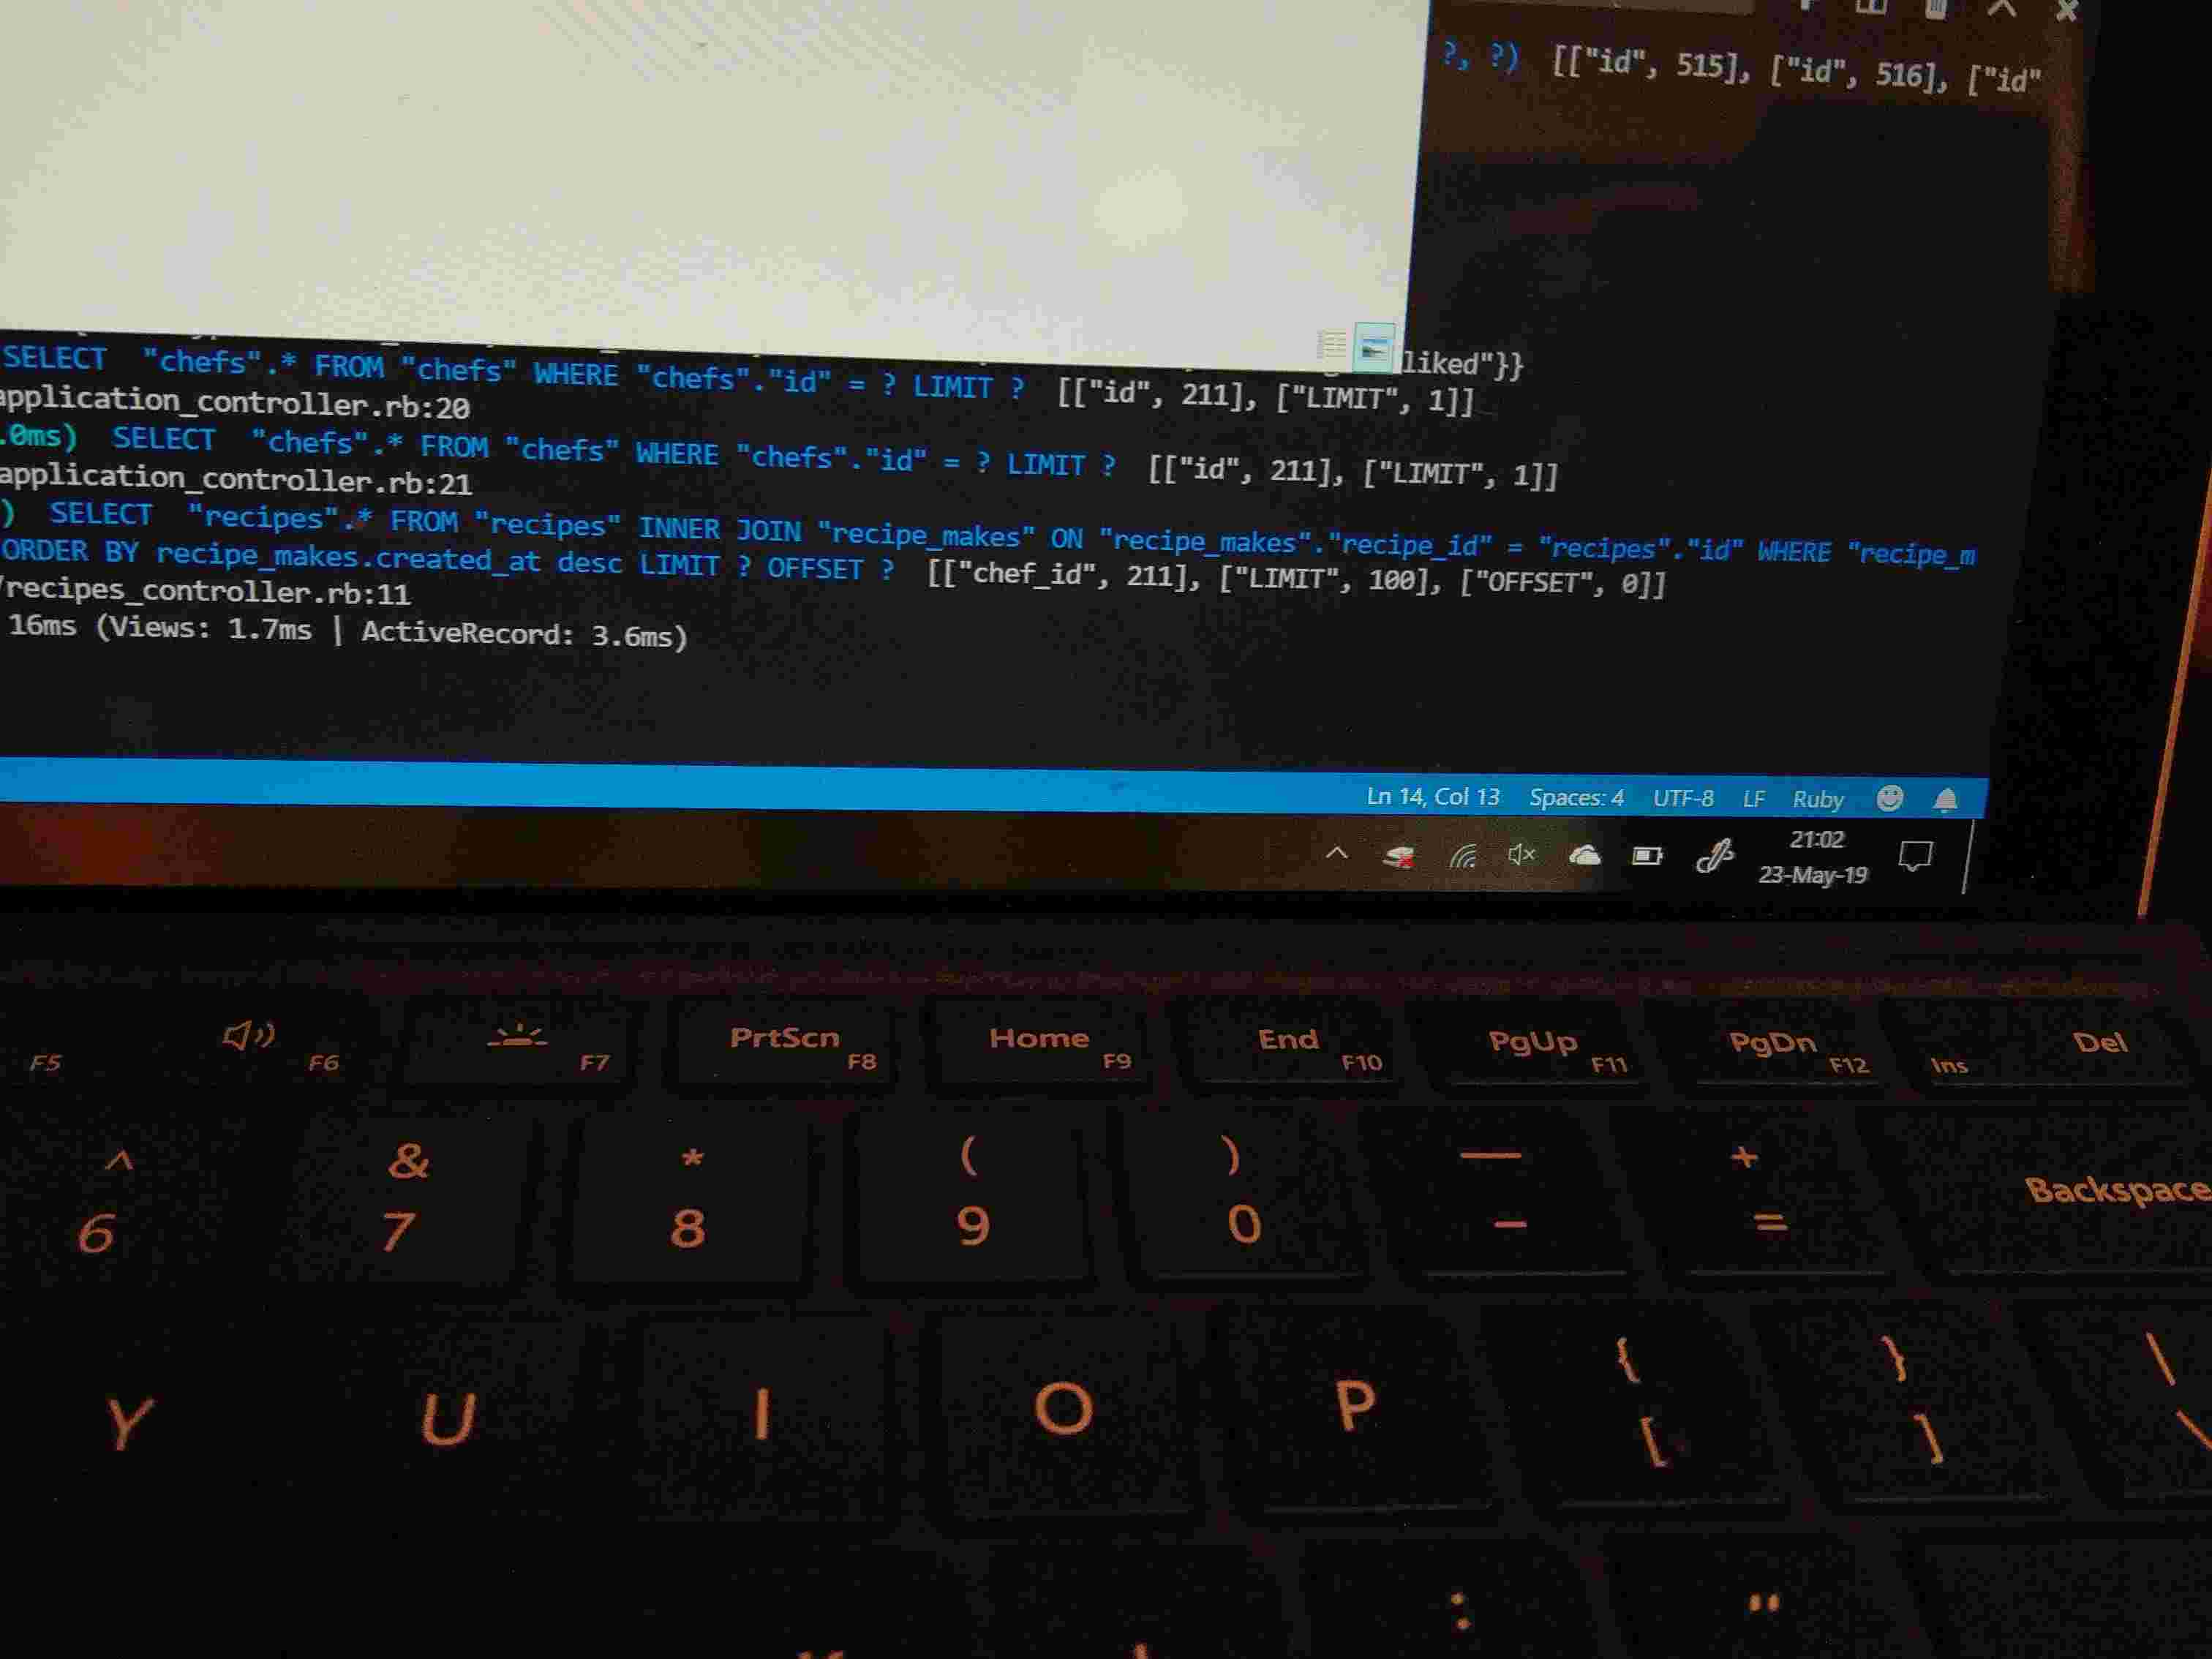 ?, ?) [["id", 515], ["id", 516], ["id"
liked"}}
SELECT "chefs".* FROM "chefs" WHERE "chefs"."id" = ? LIMIT ? [["id", 211], ["LIMIT", 1]]
application_controller.rb:20
.0ms) SELECT "chefs".* FROM "chefs" WHERE "chefs"."id" = ? LIMIT ? [["id", 211], ["LIMIT", 1]]
application_controller.rb:21
) SELECT "recipes".* FROM "recipes" INNER JOIN "recipe_makes" ON "recipe_makes"."recipe_id" = "recipes"."id" WHERE "recipe_m
ORDER BY recipe_makes.created_at desc LIMIT ? OFFSET ? [["chef_id", 211], ["LIMIT", 100], ["OFFSET", 0]]
/recipes_controller.rb:11
16ms (Views: 1.7ms | ActiveRecord: 3.6ms)
Ln 14, Col 13 Spaces: 4 UTF-8 LF Ruby
21:02
23-May-19
PrtScn Home End PgUp PgDn Del
F5 F6 F7 F8 F9 F10 F11 F12 Ins
^ & * ( ) — +
6 7 8 9 0 - = Backspace
{ } |
Y U I O P [ ] \
: "